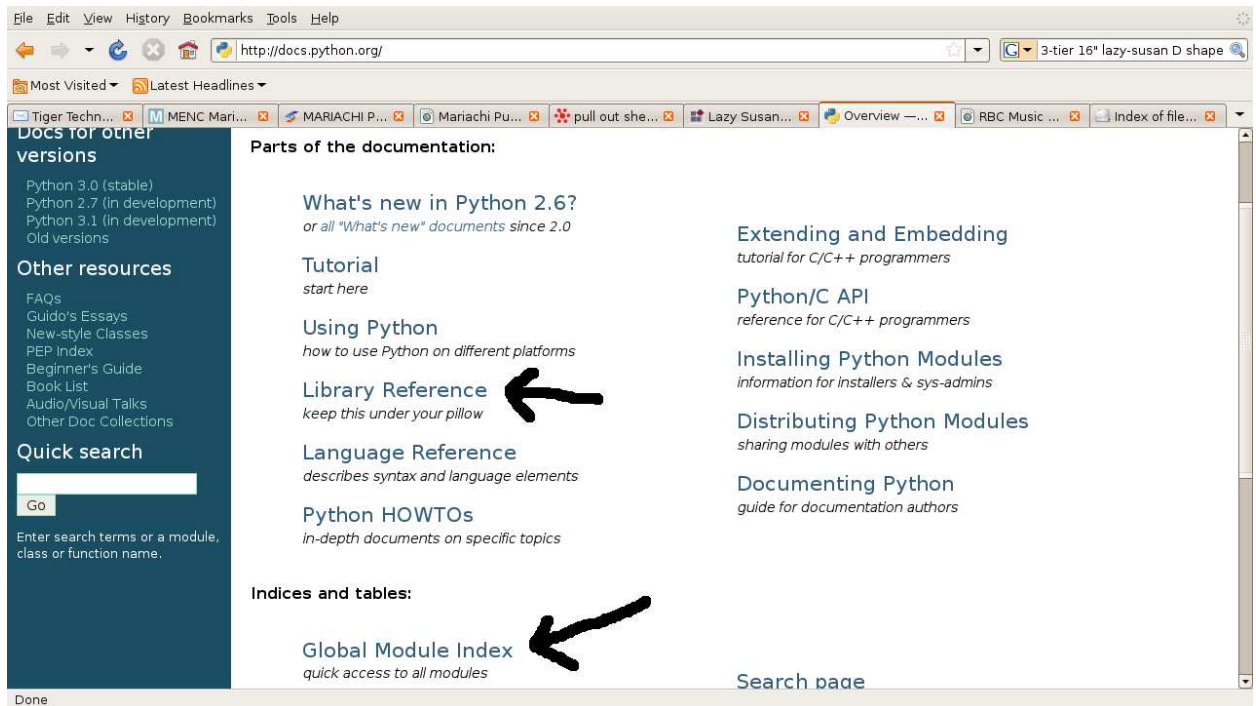 File Edit View History Bookmarks Tools Help
http://docs.python.org/
3-tier 16" lazy-susan D shape
Most Visited
Latest Headlines
Tiger Techn...
MENC Mari...
MARIACHI P...
Mariachi Pu...
pull out she...
Lazy Susan...
Overview —...
RBC Music ...
Index of file...
Docs for other
versions
Python 3.0 (stable)
Python 2.7 (in development)
Python 3.1 (in development)
Old versions
Other resources
FAQs
Guido's Essays
New-style Classes
PEP Index
Beginner's Guide
Book List
Audio/Visual Talks
Other Doc Collections
Quick search
Go
Enter search terms or a module,
class or function name.
Parts of the documentation:
What's new in Python 2.6?
or all "What's new" documents since 2.0
Tutorial
start here
Using Python
how to use Python on different platforms
Library Reference
keep this under your pillow
Language Reference
describes syntax and language elements
Python HOWTOs
in-depth documents on specific topics
Extending and Embedding
tutorial for C/C++ programmers
Python/C API
reference for C/C++ programmers
Installing Python Modules
information for installers & sys-admins
Distributing Python Modules
sharing modules with others
Documenting Python
guide for documentation authors
Indices and tables:
Global Module Index
quick access to all modules
Search page
Done